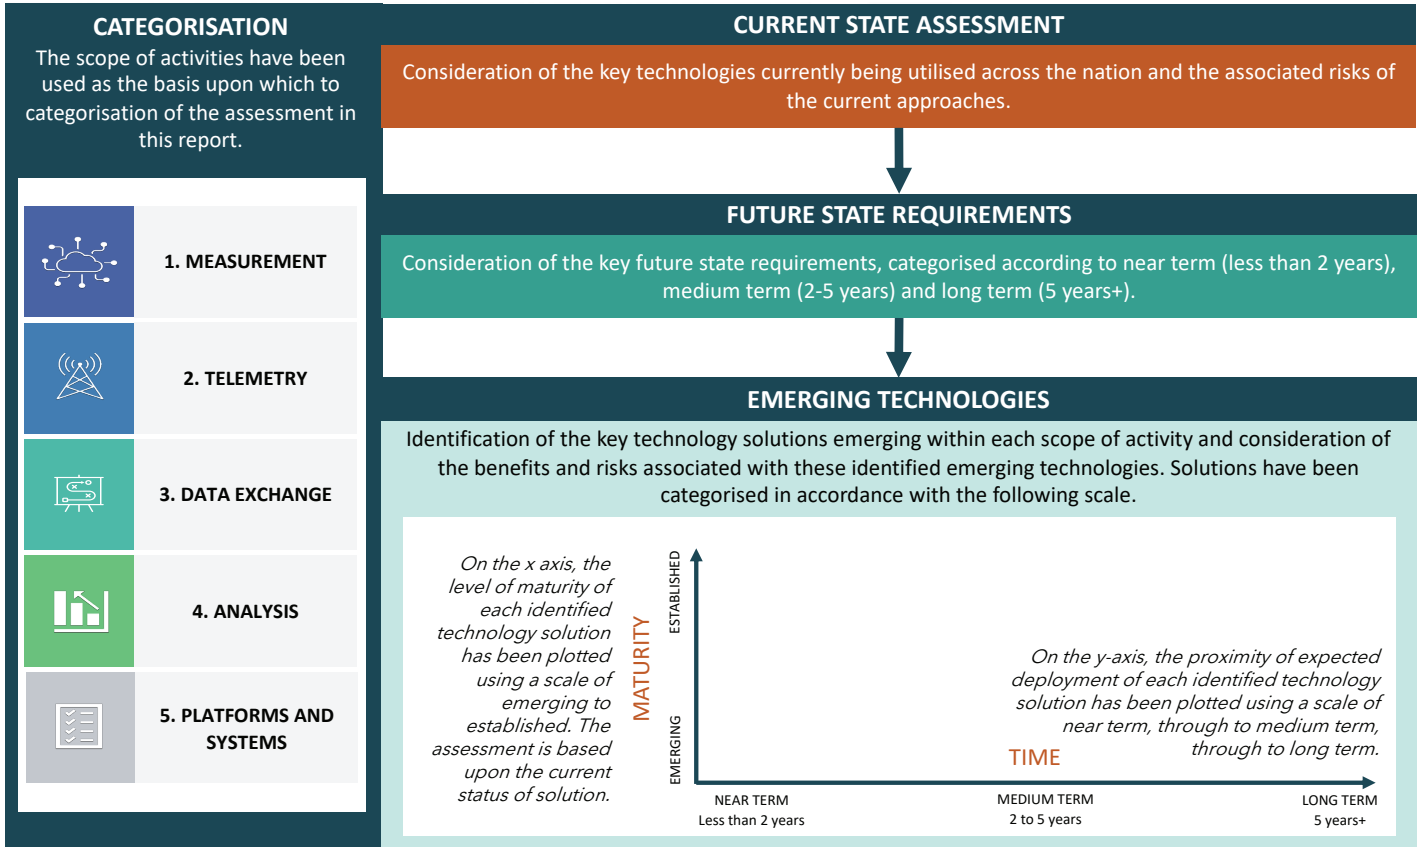 CATEGORISATION
The scope of activities have been
used as the basis upon which to
categorisation of the assessment in
this report.
1. MEASUREMENT
2. TELEMETRY
3. DATA EXCHANGE
4. ANALYSIS
5. PLATFORMS AND
SYSTEMS
CURRENT STATE ASSESSMENT
Consideration of the key technologies currently being utilised across the nation and the associated risks of
the current approaches.
FUTURE STATE REQUIREMENTS
Consideration of the key future state requirements, categorised according to near term (less than 2 years),
medium term (2-5 years) and long term (5 years+).
EMERGING TECHNOLOGIES
Identification of the key technology solutions emerging within each scope of activity and consideration of
the benefits and risks associated with these identified emerging technologies. Solutions have been
categorised in accordance with the following scale.
On the x axis, the
level of maturity of
each identified
technology solution
has been plotted
using a scale of
emerging to
established. The
assessment is based
upon the current
status of solution.
MATURITY
ESTABLISHED
EMERGING
On the y-axis, the proximity of expected
deployment of each identified technology
solution has been plotted using a scale of
near term, through to medium term,
through to long term.
TIME
NEAR TERM
Less than 2 years
MEDIUM TERM
2 to 5 years
LONG TERM
5 years+